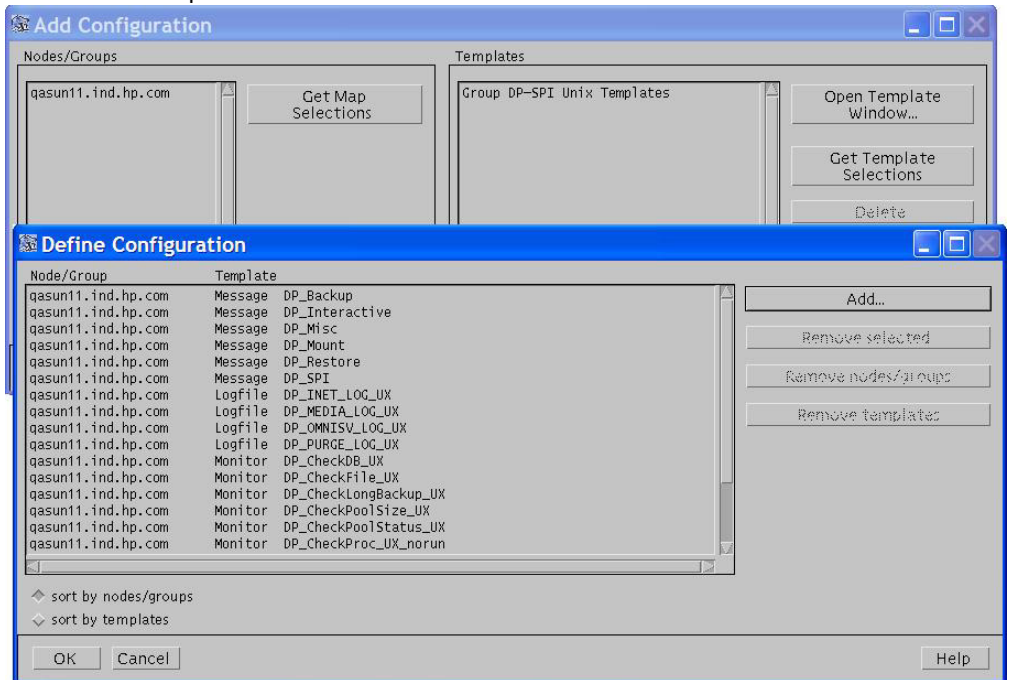 Add Configuration
Nodes/Groups
Templates
qasun11.ind.hp.com
Get Map
Selections
Group DP-SPI Unix Templates
Open Template
Window...
Get Template
Selections
Delete
Define Configuration
Node/Group Template
qasun11.ind.hp.com Message DP_Backup
qasun11.ind.hp.com Message DP_Interactive
qasun11.ind.hp.com Message DP_Misc
qasun11.ind.hp.com Message DP_Mount
qasun11.ind.hp.com Message DP_Restore
qasun11.ind.hp.com Message DP_SPI
qasun11.ind.hp.com Logfile DP_INET_LOG_UX
qasun11.ind.hp.com Logfile DP_MEDIA_LOG_UX
qasun11.ind.hp.com Logfile DP_OMNISV_LOG_UX
qasun11.ind.hp.com Logfile DP_PURGE_LOG_UX
qasun11.ind.hp.com Monitor DP_CheckDB_UX
qasun11.ind.hp.com Monitor DP_CheckFile_UX
qasun11.ind.hp.com Monitor DP_CheckLongBackup_UX
qasun11.ind.hp.com Monitor DP_CheckPoolSize_UX
qasun11.ind.hp.com Monitor DP_CheckPoolStatus_UX
qasun11.ind.hp.com Monitor DP_CheckProc_UX_norun
Add...
Remove selected
Remove nodes/groups
Remove templates
sort by nodes/groups
sort by templates
OK
Cancel
Help